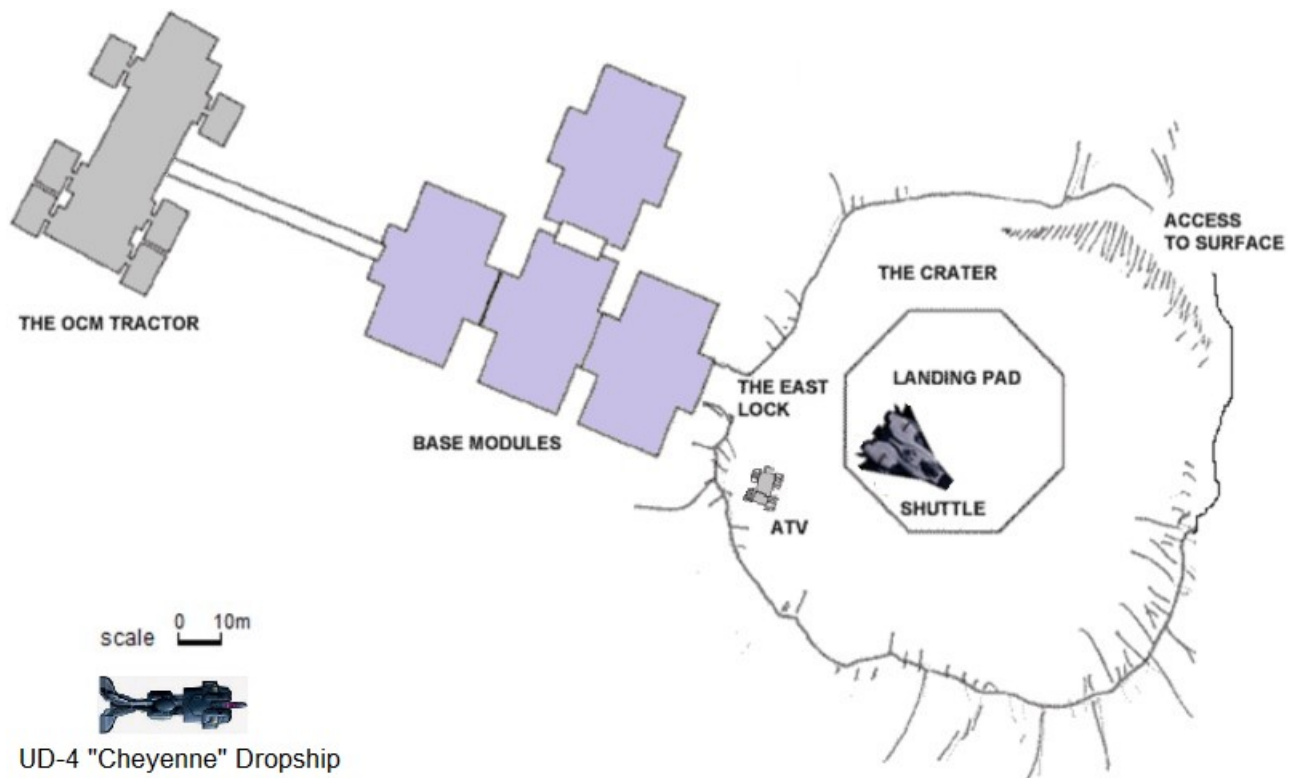 ACCESS
TO SURFACE
THE CRATER
THE OCM TRACTOR
LANDING PAD
THE EAST
LOCK
BASE MODULES
SHUTTLE
ATV
scale 0 10m
UD-4 "Cheyenne" Dropship